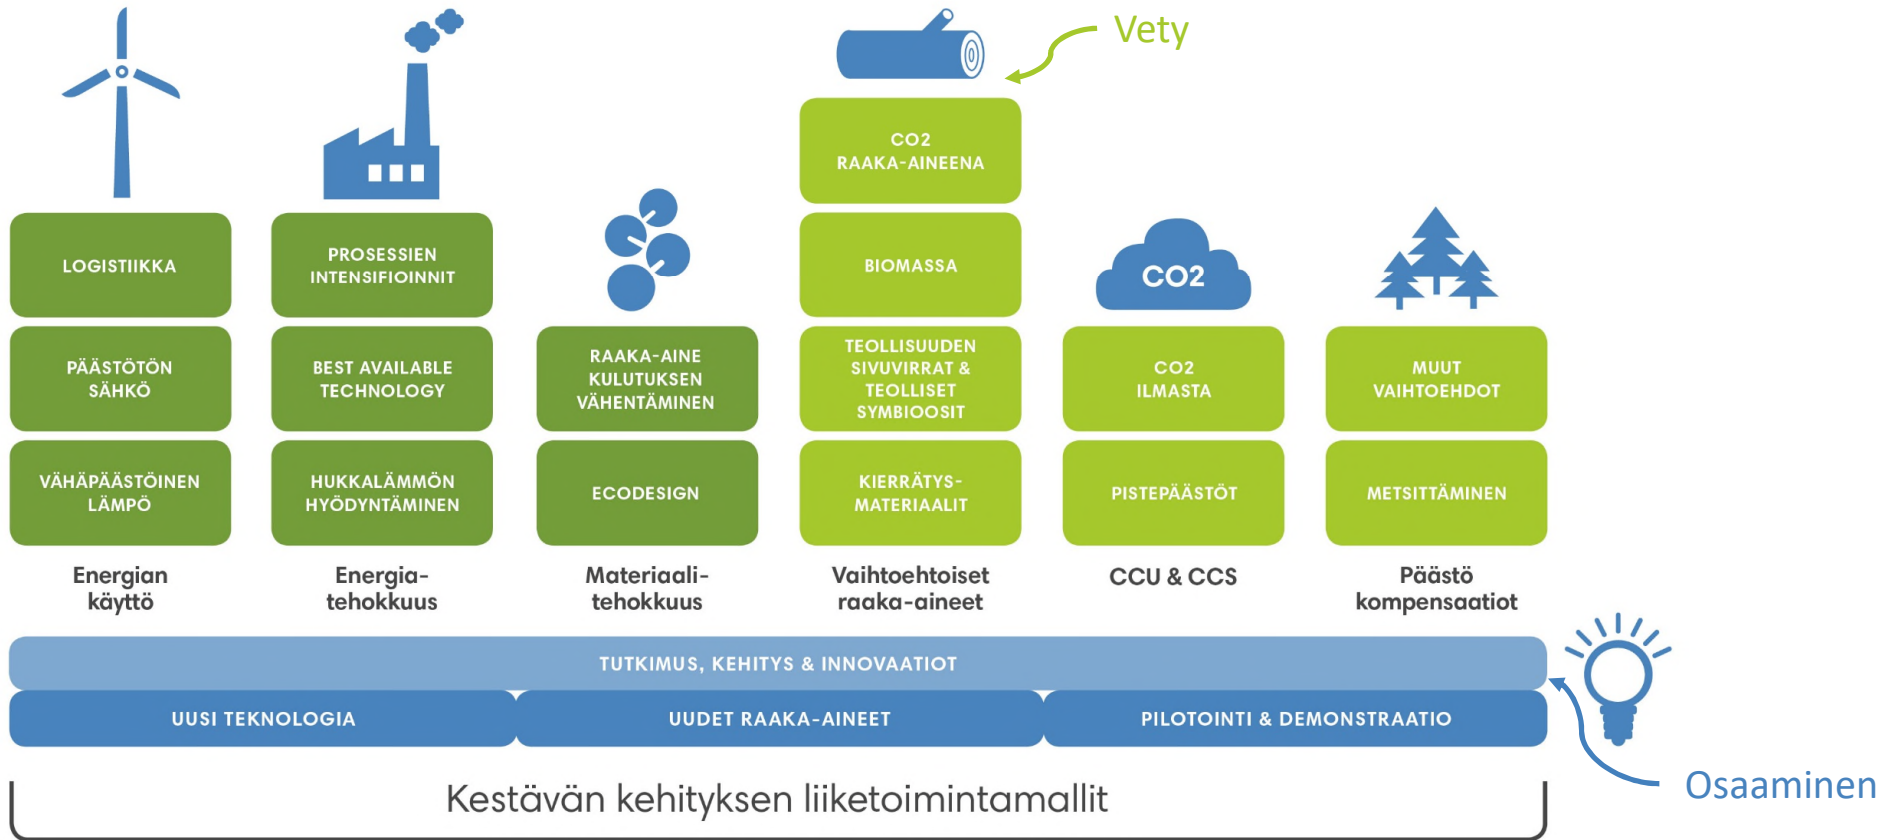 Vety
CO2
RAAKA-AINEENA
LOGISTIIKKA
PROSESSIEN
INTENSIFIOINNIT
BIOMASSA
CO2
PÄÄSTÖTÖN
SÄHKÖ
BEST AVAILABLE
TECHNOLOGY
RAAKA-AINE
KULUTUKSEN
VÄHENTÄMINEN
TEOLLISUUDEN
SIVUVIRRAT &
TEOLLISET
SYMBIOOSIT
CO2
ILMASTA
MUUT
VAIHTOEHDOT
VÄHÄPÄÄSTÖINEN
LÄMPÖ
HUKKALÄMMÖN
HYÖDYNTÄMINEN
ECODESIGN
KIERRÄTYS-
MATERIAALIT
PISTEPÄÄSTÖT
METSITTÄMINEN
Energian
käyttö
Energia-
tehokkuus
Materiaali-
tehokkuus
Vaihtoehtoiset
raaka-aineet
CCU & CCS
Päästö
kompensaatiot
TUTKIMUS, KEHITYS & INNOVAATIOT
UUSI TEKNOLOGIA
UUDET RAAKA-AINEET
PILOTOINTI & DEMONSTRAATIO
Osaaminen
Kestävän kehityksen liiketoimintamallit